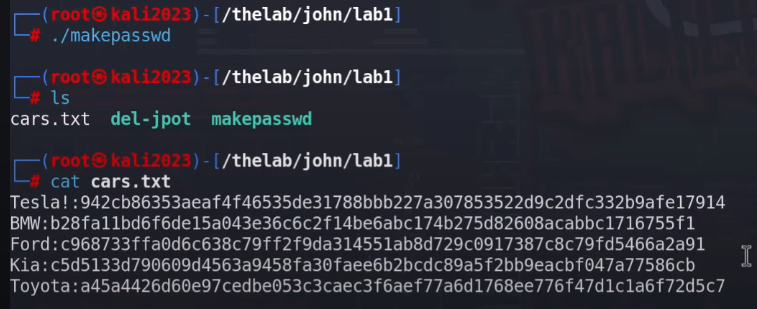 ┌──(root㉿kali2023)-[/thelab/john/lab1]
└─# ./makepasswd
┌──(root㉿kali2023)-[/thelab/john/lab1]
└─# ls
cars.txt  del-jpot  makepasswd
┌──(root㉿kali2023)-[/thelab/john/lab1]
└─# cat cars.txt
Tesla!:942cb86353aeaf4f46535de31788bbb227a307853522d9c2dfc332b9afe17914
BMW:b28fa11bd6f6de15a043e36c6c2f14be6abc174b275d82608acabbc1716755f1
Ford:c968733ffa0d6c638c79ff2f9da314551ab8d729c0917387c8c79fd5466a2a91
Kia:c5d5133d790609d4563a9458fa30faee6b2bcdc89a5f2bb9eacbf047a77586cb
Toyota:a45a4426d60e97cedbe053c3caec3f6aef77a6d1768ee776f47d1c1a6f72d5c7